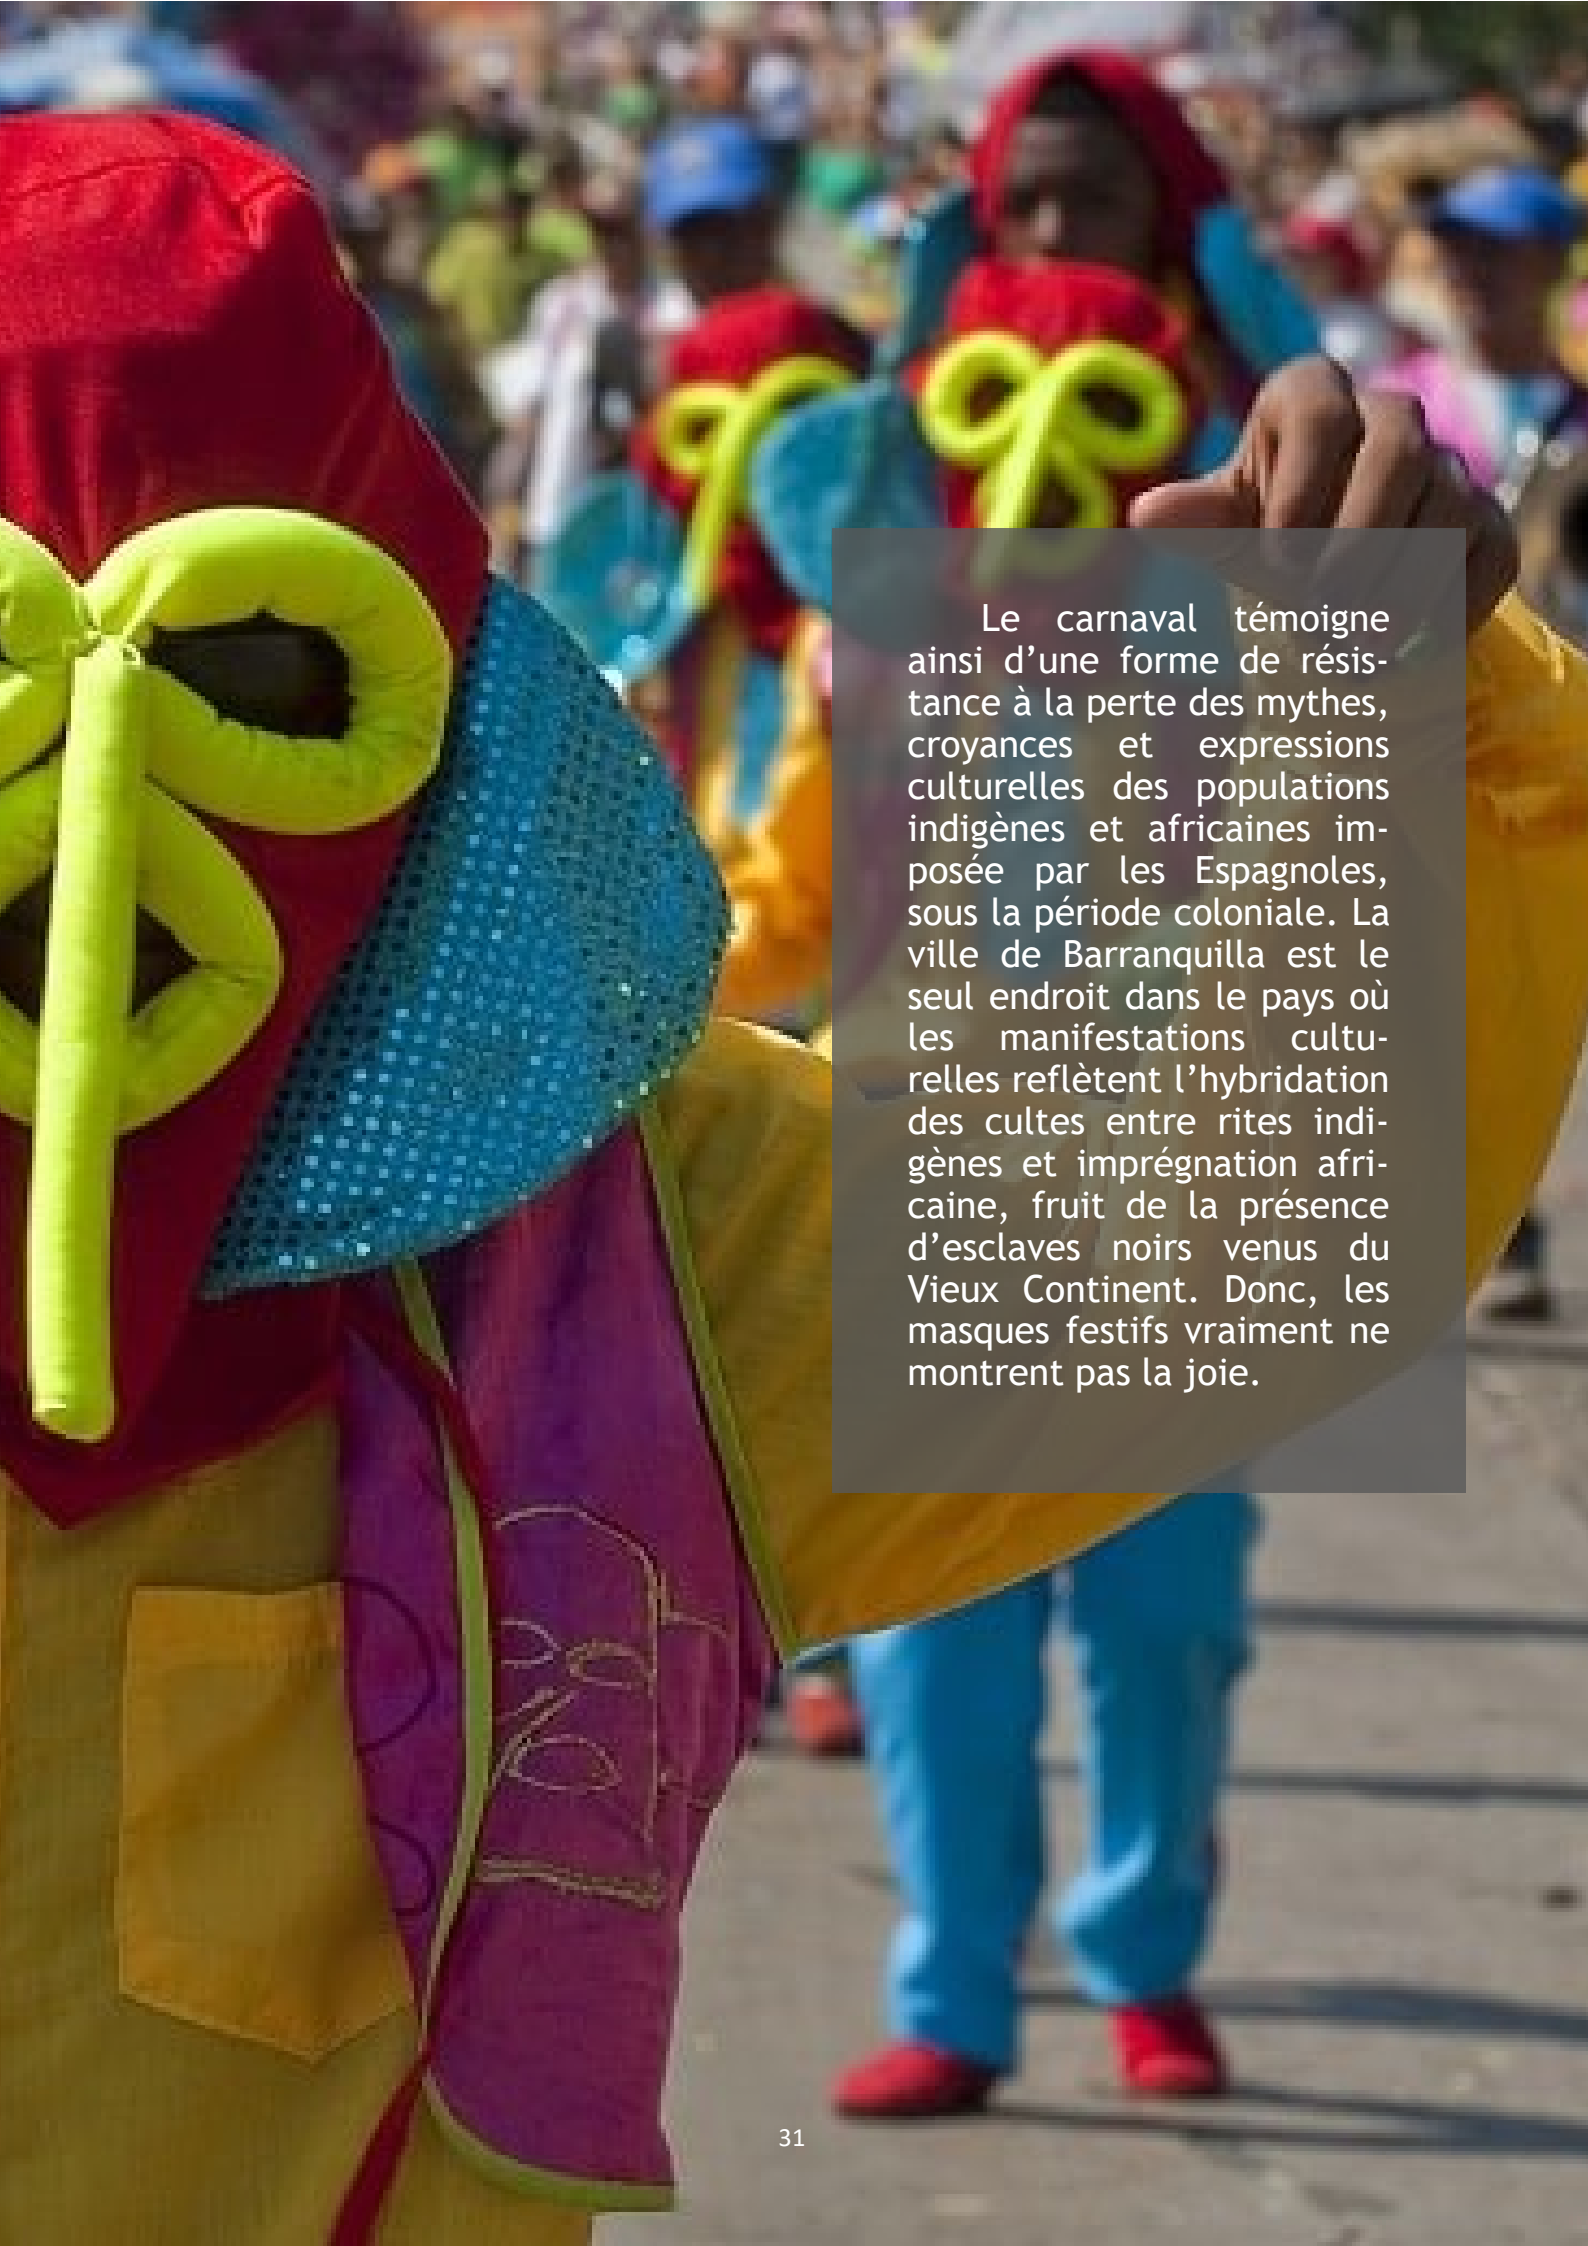 Le carnaval témoigne
ainsi d’une forme de résis-
tance à la perte des mythes,
croyances et expressions
culturelles des populations
indigènes et africaines im-
posée par les Espagnoles,
sous la période coloniale. La
ville de Barranquilla est le
seul endroit dans le pays où
les manifestations cultu-
relles reflètent l’hybridation
des cultes entre rites indi-
gènes et imprégnation afri-
caine, fruit de la présence
d’esclaves noirs venus du
Vieux Continent. Donc, les
masques festifs vraiment ne
montrent pas la joie.
31